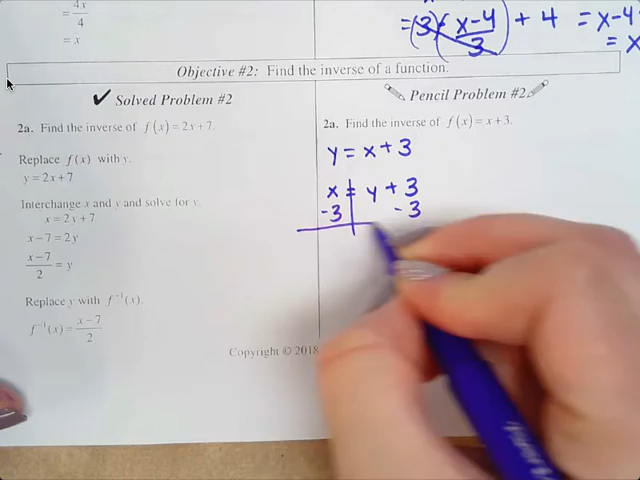 = 4x/4
= x
= (3)(x-4/3) + 4 = x-4
= x
Objective #2: Find the inverse of a function.
✔ Solved Problem #2
2a. Find the inverse of f(x) = 2x+7.
Replace f(x) with y.
y = 2x+7
Interchange x and y and solve for y.
x = 2y+7
x-7 = 2y
x-7/2 = y
Replace y with f⁻¹(x).
f⁻¹(x) = x-7/2
Pencil Problem #2
2a. Find the inverse of f(x) = x+3.
y = x+3
x = y+3
-3 -3
Copyright © 2018